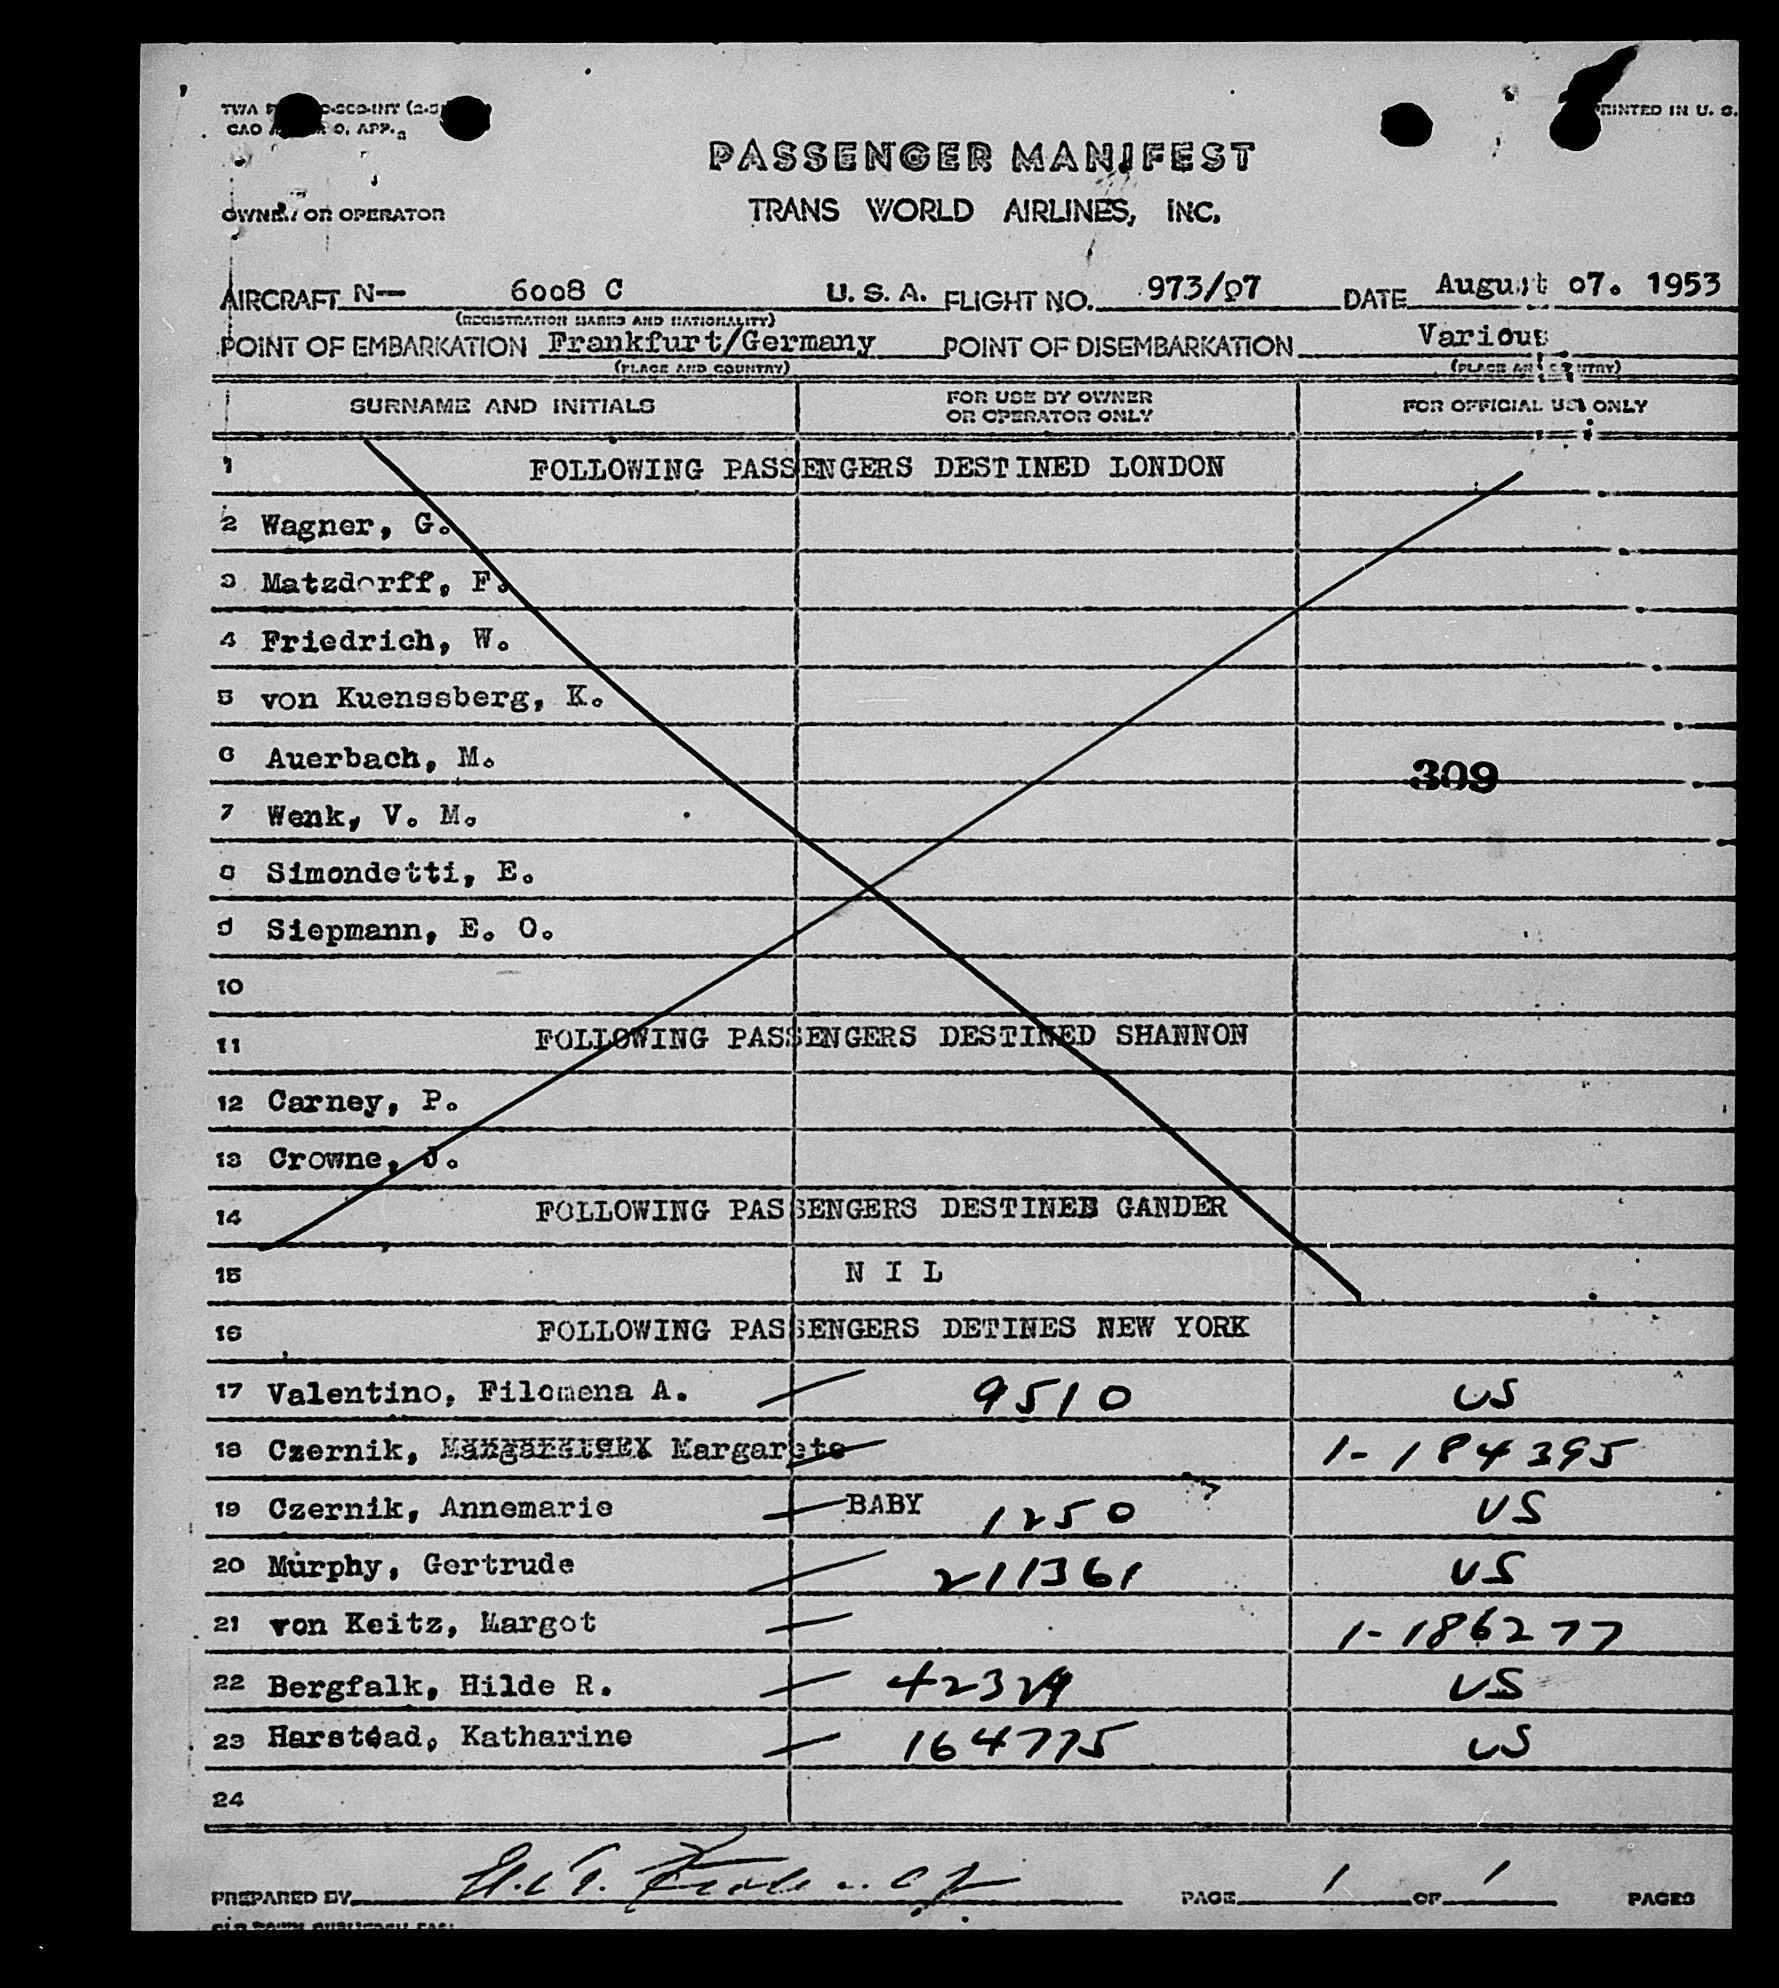 PRINTED IN U. S.
PASSENGER MANIFEST
OWNER OR OPERATOR
TRANS WORLD AIRLINES, INC.
AIRCRAFT N— 6008 C U. S. A. FLIGHT NO. 973/07 DATE August 07. 1953
(REGISTRATION MARKS AND NATIONALITY)
POINT OF EMBARKATION Frankfurt/Germany POINT OF DISEMBARKATION Various
(PLACE AND COUNTRY) (PLACE AND COUNTRY)
SURNAME AND INITIALS FOR USE BY OWNER OR OPERATOR ONLY FOR OFFICIAL USE ONLY
1 FOLLOWING PASSENGERS DESTINED LONDON
2 Wagner, G.
3 Matzdorff, F.
4 Friedrich, W.
5 von Kuenssberg, K.
6 Auerbach, M.
309
7 Wenk, V. M.
8 Simondetti, E.
9 Siepmann, E. O.
10
11 FOLLOWING PASSENGERS DESTINED SHANNON
12 Carney, P.
13 Crowne, J.
14 FOLLOWING PASSENGERS DESTINED GANDER
15 N I L
16 FOLLOWING PASSENGERS DETINES NEW YORK
17 Valentino, Filomena A. 9510 US
18 Czernik, Margarete 1-184395
19 Czernik, Annemarie BABY 1250 US
20 Murphy, Gertrude 211361 US
21 von Keitz, Margot 1-186277
22 Bergfalk, Hilde R. 42329 US
23 Harstead, Katharine 164775 US
24
PREPARED BY PAGE 1 OF 1 PAGES